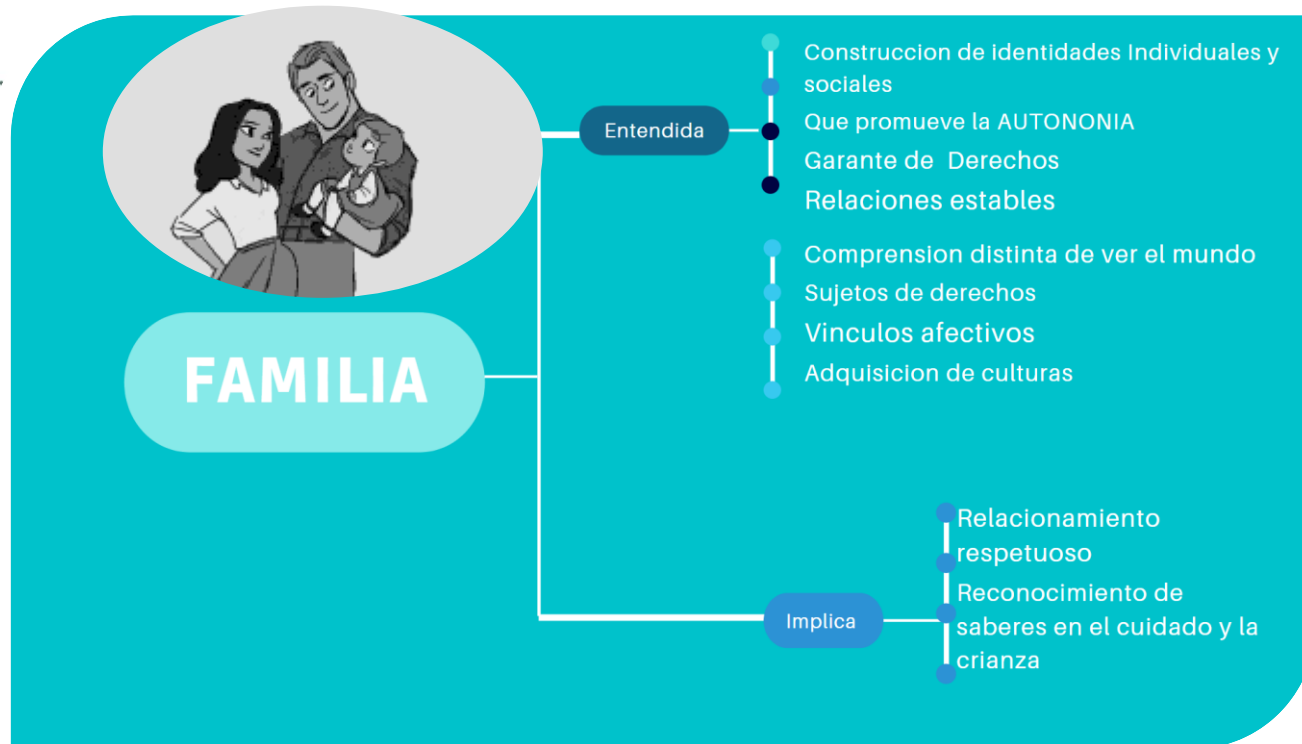 FAMILIA
Entendida
Construccion de identidades Individuales y
sociales
Que promueve la AUTONONIA
Garante de Derechos
Relaciones estables
Comprension distinta de ver el mundo
Sujetos de derechos
Vinculos afectivos
Adquisicion de culturas
Implica
Relacionamiento
respetuoso
Reconocimiento de
saberes en el cuidado y la
crianza